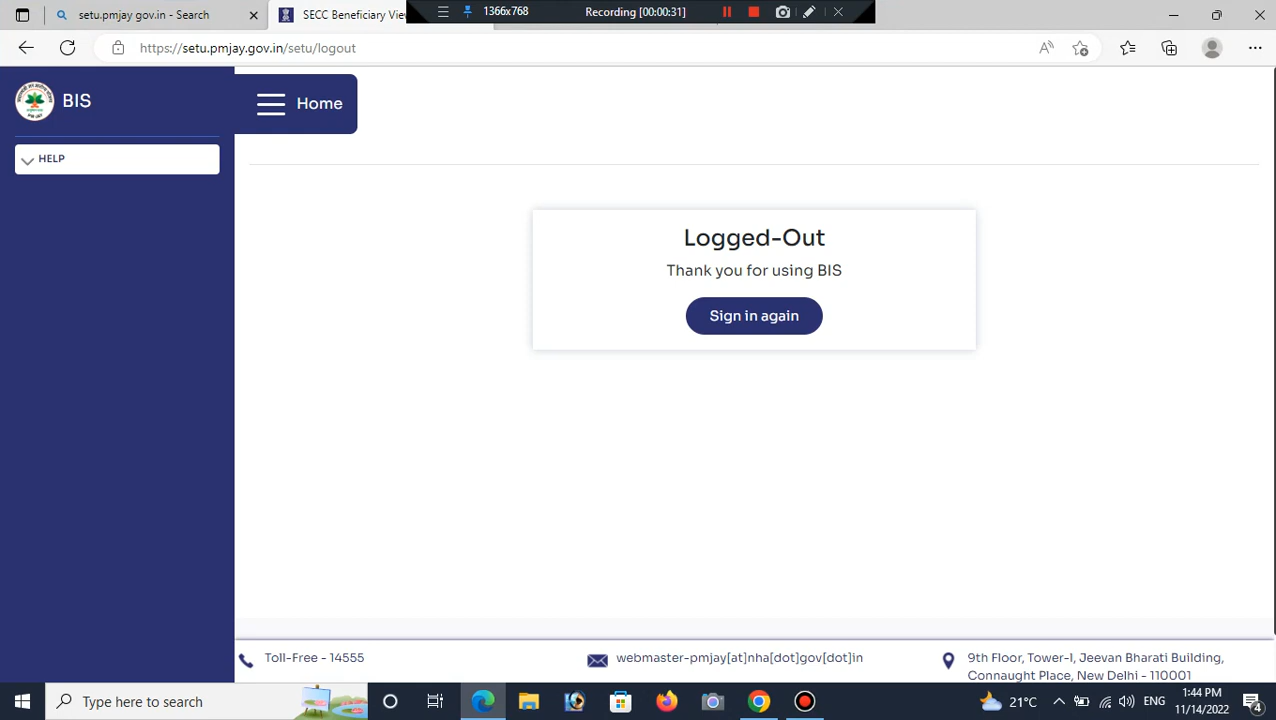 setu.pmjay gov.in - Search
SECC Beneficiary Vie
1366x768
Recording [00:00:31]
https://setu.pmjay.gov.in/setu/logout
BIS
Home
HELP
Logged-Out
Thank you for using BIS
Sign in again
Toll-Free - 14555
webmaster-pmjay[at]nha[dot]gov[dot]in
9th Floor, Tower-I, Jeevan Bharati Building,
Connaught Place, New Delhi - 110001
Type here to search
21°C
ENG
1:44 PM
11/14/2022
4